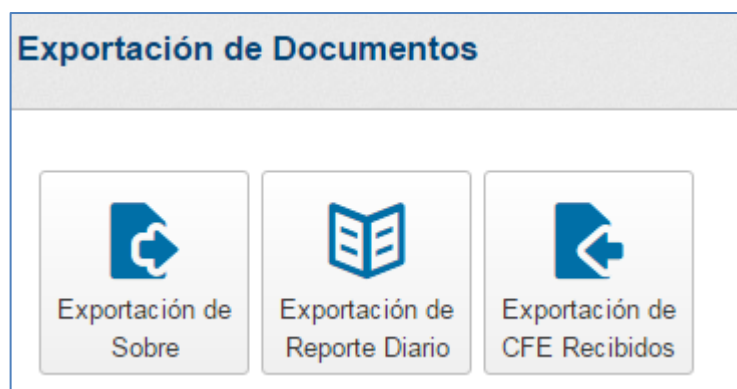 Exportación de Documentos
Exportación de
Sobre
Exportación de
Reporte Diario
Exportación de
CFE Recibidos